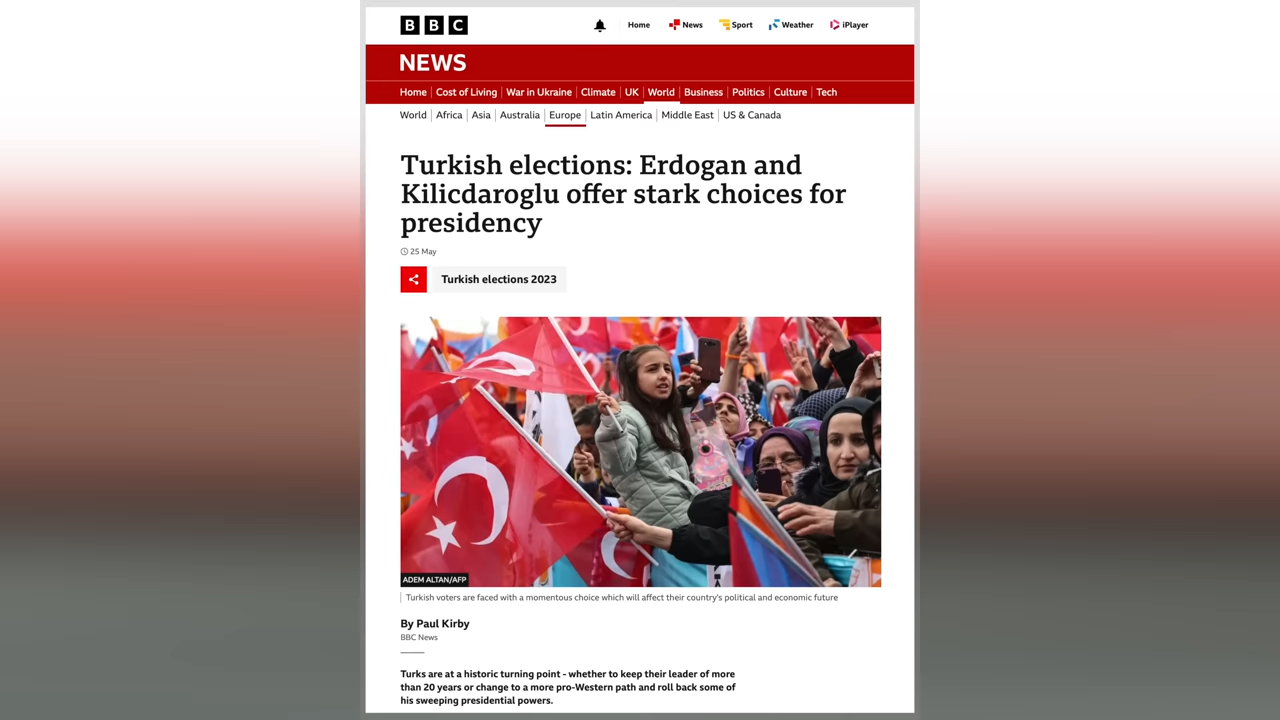 BBC
Home News Sport Weather iPlayer
NEWS
Home Cost of Living War in Ukraine Climate UK World Business Politics Culture Tech
World Africa Asia Australia Europe Latin America Middle East US & Canada
Turkish elections: Erdogan and
Kilicdaroglu offer stark choices for
presidency
25 May
Turkish elections 2023
ADEM ALTAN/AFP
Turkish voters are faced with a momentous choice which will affect their country's political and economic future
By Paul Kirby
BBC News
Turks are at a historic turning point - whether to keep their leader of more
than 20 years or change to a more pro-Western path and roll back some of
his sweeping presidential powers.